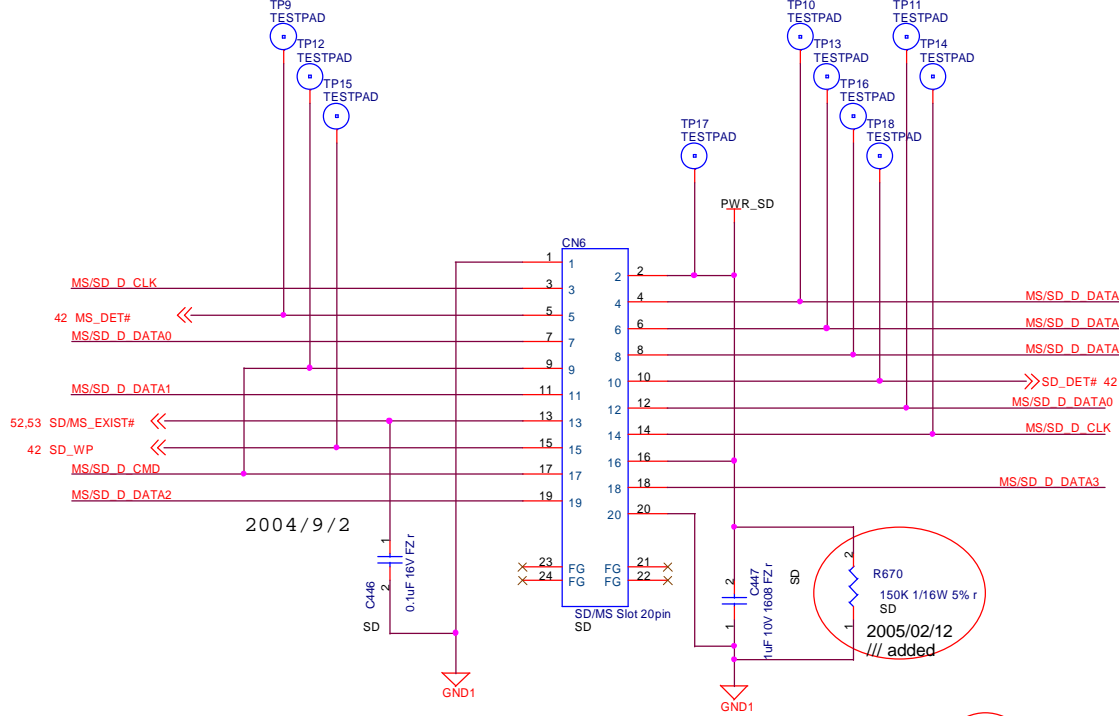 TP9
TESTPAD
TP12
TESTPAD
TP15
TESTPAD
TP10
TESTPAD
TP11
TESTPAD
TP13
TESTPAD
TP14
TESTPAD
TP16
TESTPAD
TP18
TESTPAD
TP17
TESTPAD
PWR_SD
CN6
1 1
2 2
MS/SD_D_CLK 3 3
4 4 MS/SD_D_DATA
42 MS_DET# 5 5
6 6 MS/SD_D_DATA
MS/SD_D_DATA0 7 7
8 8 MS/SD_D_DATA
9 9
10 10 SD_DET# 42
MS/SD_D_DATA1 11 11
12 12 MS/SD_D_DATA0
52,53 SD/MS_EXIST# 13 13
14 14 MS/SD_D_CLK
42 SD_WP 15 15
16 16
MS/SD_D_CMD 17 17
18 18 MS/SD_D_DATA3
MS/SD_D_DATA2 19 19
20 20
2004/9/2
23 FG FG 21
24 FG FG 22
SD/MS Slot 20pin
SD
1
2
C446
0.1uF 16V FZ r
SD
GND1
2
1
C447
1uF 10V 1608 FZ r
SD
GND1
2
1
R670
150K 1/16W 5% r
SD
2005/02/12
/// added